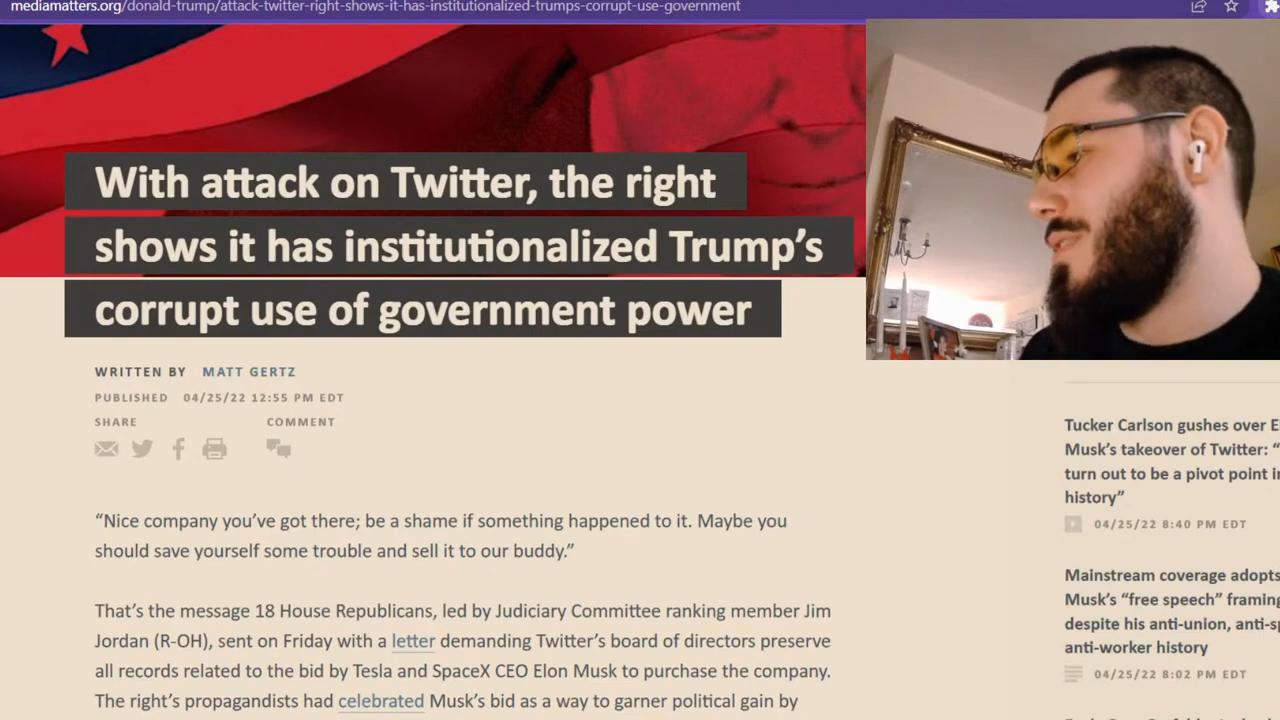 mediamatters.org/donald-trump/attack-twitter-right-shows-it-has-institutionalized-trumps-corrupt-use-government
With attack on Twitter, the right
shows it has institutionalized Trump's
corrupt use of government power
WRITTEN BY MATT GERTZ
PUBLISHED 04/25/22 12:55 PM EDT
SHARE COMMENT
“Nice company you’ve got there; be a shame if something happened to it. Maybe you
should save yourself some trouble and sell it to our buddy.”
That’s the message 18 House Republicans, led by Judiciary Committee ranking member Jim
Jordan (R-OH), sent on Friday with a letter demanding Twitter’s board of directors preserve
all records related to the bid by Tesla and SpaceX CEO Elon Musk to purchase the company.
The right’s propagandists had celebrated Musk’s bid as a way to garner political gain by
Tucker Carlson gushes over
Musk’s takeover of Twitter: “
turn out to be a pivot point
history”
04/25/22 8:40 PM EDT
Mainstream coverage adopts
Musk’s “free speech” framing
despite his anti-union,
anti-worker history
04/25/22 8:02 PM EDT